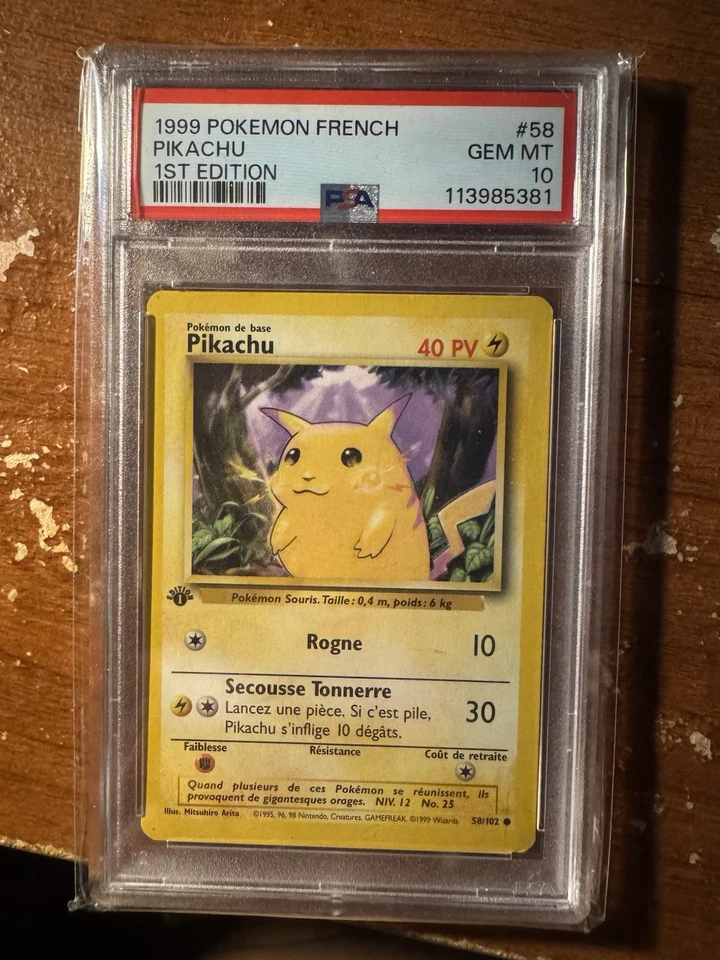 1999 POKEMON FRENCH #58
PIKACHU GEM MT
1ST EDITION 10
PSA 113985381
Pokémon de base
Pikachu 40 PV
EDITION
1
Pokémon Souris. Taille : 0,4 m, poids : 6 kg
Rogne 10
Secousse Tonnerre
Lancez une pièce. Si c'est pile, 30
Pikachu s'inflige 10 dégâts.
Faiblesse Résistance Coût de retraite
Quand plusieurs de ces Pokémon se réunissent, ils
provoquent de gigantesques orages. NIV. 12 No. 25
Illus. Mitsuhiro Arita ©1995, 96, 98 Nintendo, Creatures, GAMEFREAK. ©1999 Wizards 58/102